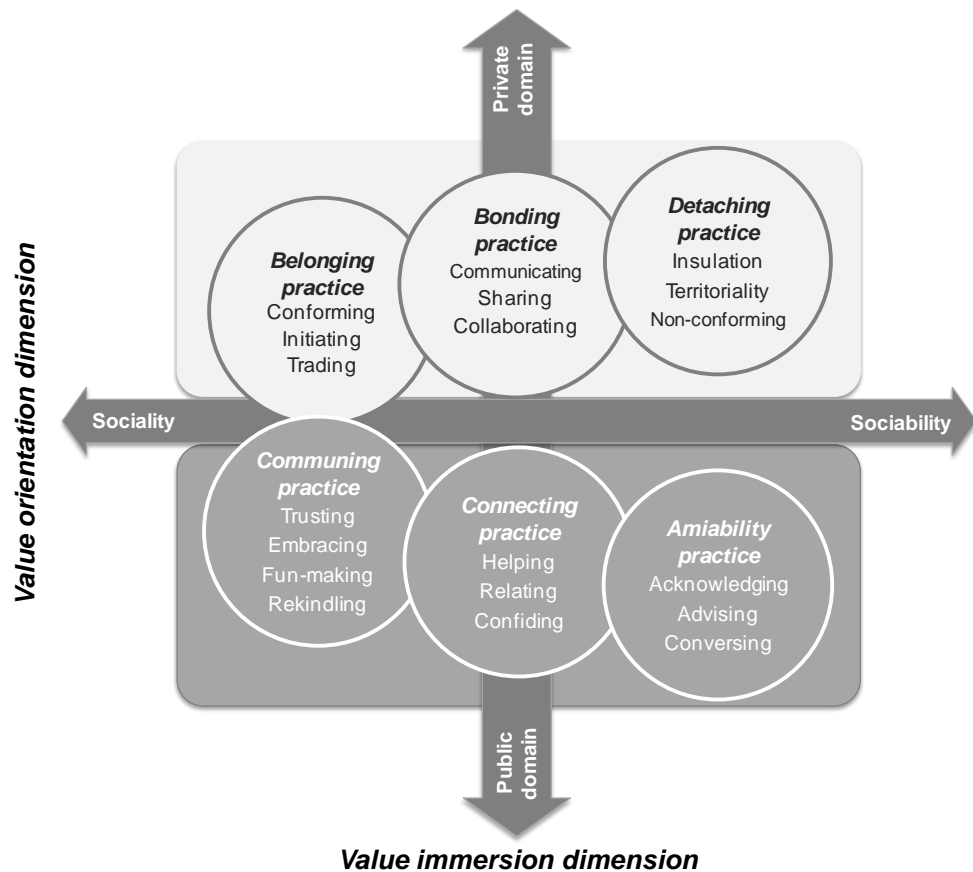 Private
domain
Belonging
practice
Conforming
Initiating
Trading
Bonding
practice
Communicating
Sharing
Collaborating
Detaching
practice
Insulation
Territoriality
Non-conforming
Value orientation dimension
Sociality
Sociability
Communing
practice
Trusting
Embracing
Fun-making
Rekindling
Connecting
practice
Helping
Relating
Confiding
Amiability
practice
Acknowledging
Advising
Conversing
Public
domain
Value immersion dimension